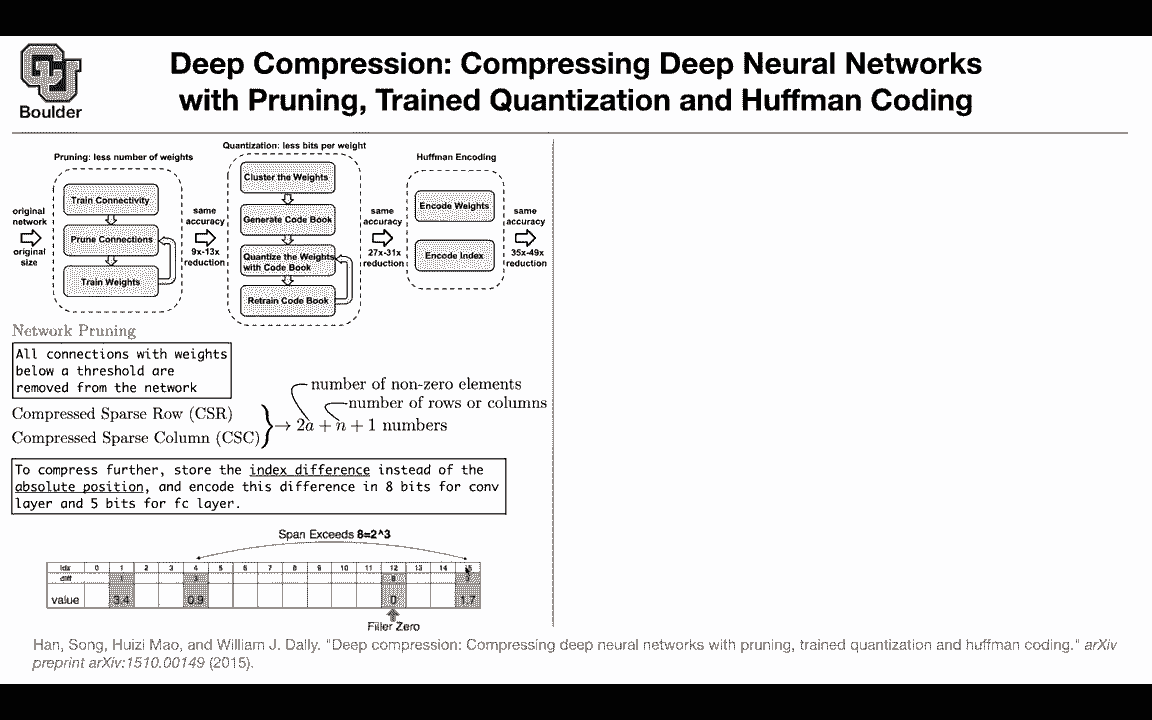 Boulder
Deep Compression: Compressing Deep Neural Networks
with Pruning, Trained Quantization and Huffman Coding
Pruning: less number of weights
Train Connectivity
Prune Connections
Train Weights
original
network
original
size
same
accuracy
9x-13x
reduction
Quantization: less bits per weight
Cluster the Weights
Generate Code Book
Quantize the Weights
with Code Book
Retrain Code Book
same
accuracy
27x-31x
reduction
Huffman Encoding
Encode Weights
Encode Index
same
accuracy
35x-49x
reduction
Network Pruning
All connections with weights
below a threshold are
removed from the network
number of non-zero elements
number of rows or columns
Compressed Sparse Row (CSR)
Compressed Sparse Column (CSC)
→ 2a + n + 1 numbers
To compress further, store the index difference instead of the
absolute position, and encode this difference in 8 bits for conv
layer and 5 bits for fc layer.
Span Exceeds 8=2^3
idx 0 1 2 3 4 5 6 7 8 9 10 11 12 13 14 15
diff 1 3 8 3
value 3.4 0.9 0 1.7
Filler Zero
Han, Song, Huizi Mao, and William J. Dally. "Deep compression: Compressing deep neural networks with pruning, trained quantization and huffman coding." arXiv
preprint arXiv:1510.00149 (2015).